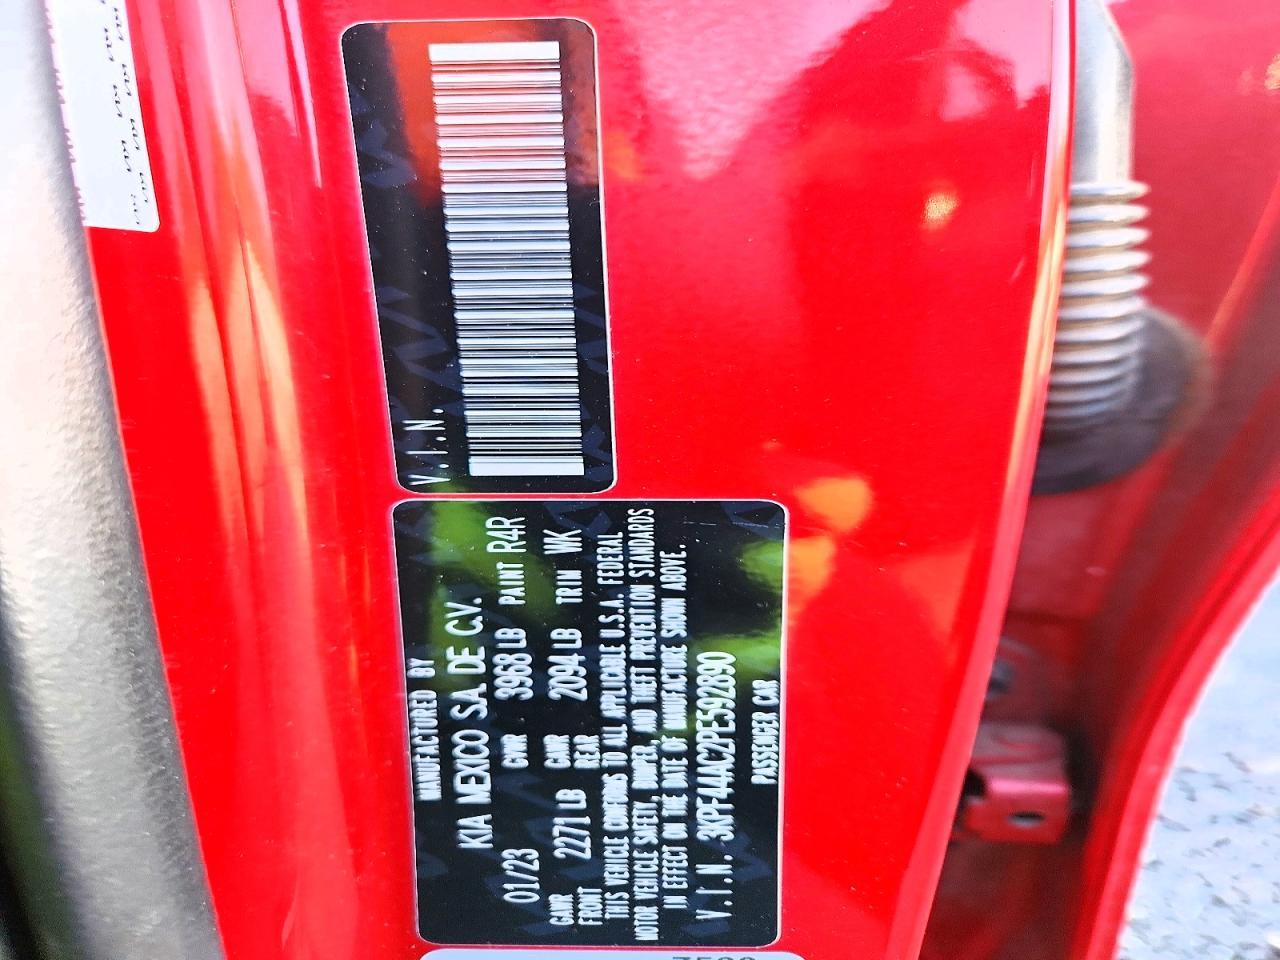 V.I.N.
MANUFACTURED BY
KIA MEXICO S.A. DE C.V.
01/23 GVWR 3968 LB PAINT R4R
GAWR FRONT 2271 LB GAWR REAR 2094 LB TRIM WK
THIS VEHICLE CONFORMS TO ALL APPLICABLE U.S.A. FEDERAL
MOTOR VEHICLE SAFETY, BUMPER, AND THEFT PREVENTION STANDARDS
IN EFFECT ON THE DATE OF MANUFACTURE SHOWN ABOVE.
V.I.N. 3KPF44AC2PE592890
PASSENGER CAR